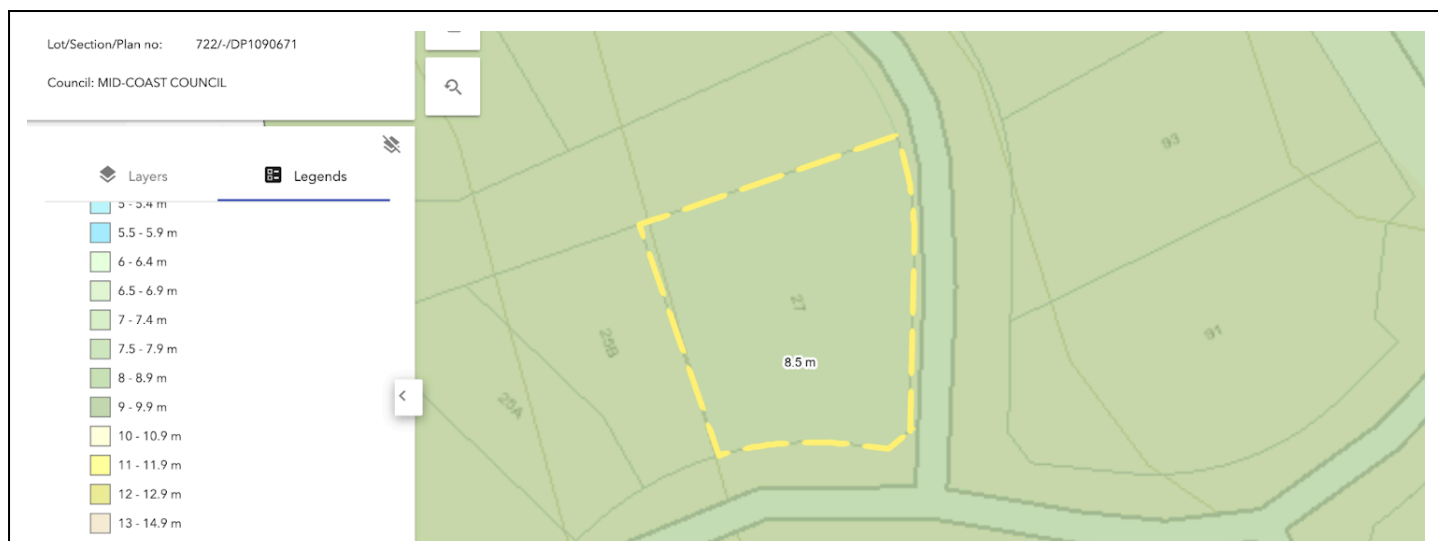 Lot/Section/Plan no: 722/-/DP1090671
Council: MID-COAST COUNCIL
Layers
Legends
5 - 5.4 m
5.5 - 5.9 m
6 - 6.4 m
6.5 - 6.9 m
7 - 7.4 m
7.5 - 7.9 m
8 - 8.9 m
9 - 9.9 m
10 - 10.9 m
11 - 11.9 m
12 - 12.9 m
13 - 14.9 m
93
27
25B
91
8.5 m
25A